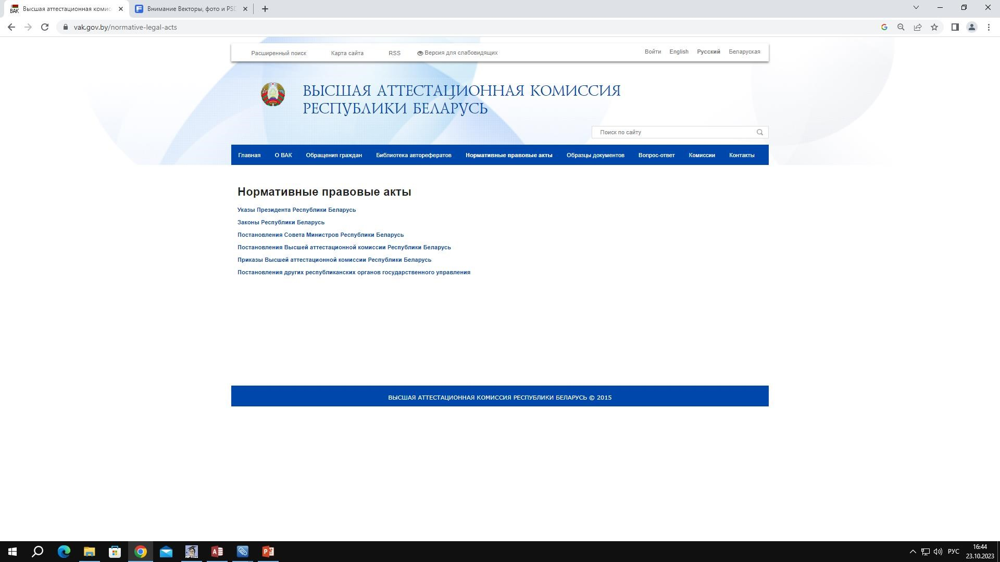 ВАК Высшая аттестационная комис
Внимание Векторы, фото и PSD
vak.gov.by/normative-legal-acts
Расширенный поиск Карта сайта RSS Версия для слабовидящих Войти English Русский Беларуская
ВЫСШАЯ АТТЕСТАЦИОННАЯ КОМИССИЯ
РЕСПУБЛИКИ БЕЛАРУСЬ
Поиск по сайту
Главная О ВАК Обращения граждан Библиотека авторефератов Нормативные правовые акты Образцы документов Вопрос-ответ Комиссии Контакты
Нормативные правовые акты
Указы Президента Республики Беларусь
Законы Республики Беларусь
Постановления Совета Министров Республики Беларусь
Постановления Высшей аттестационной комиссии Республики Беларусь
Приказы Высшей аттестационной комиссии Республики Беларусь
Постановления других республиканских органов государственного управления
ВЫСШАЯ АТТЕСТАЦИОННАЯ КОМИССИЯ РЕСПУБЛИКИ БЕЛАРУСЬ © 2015
РУС
16:44
23.10.2023